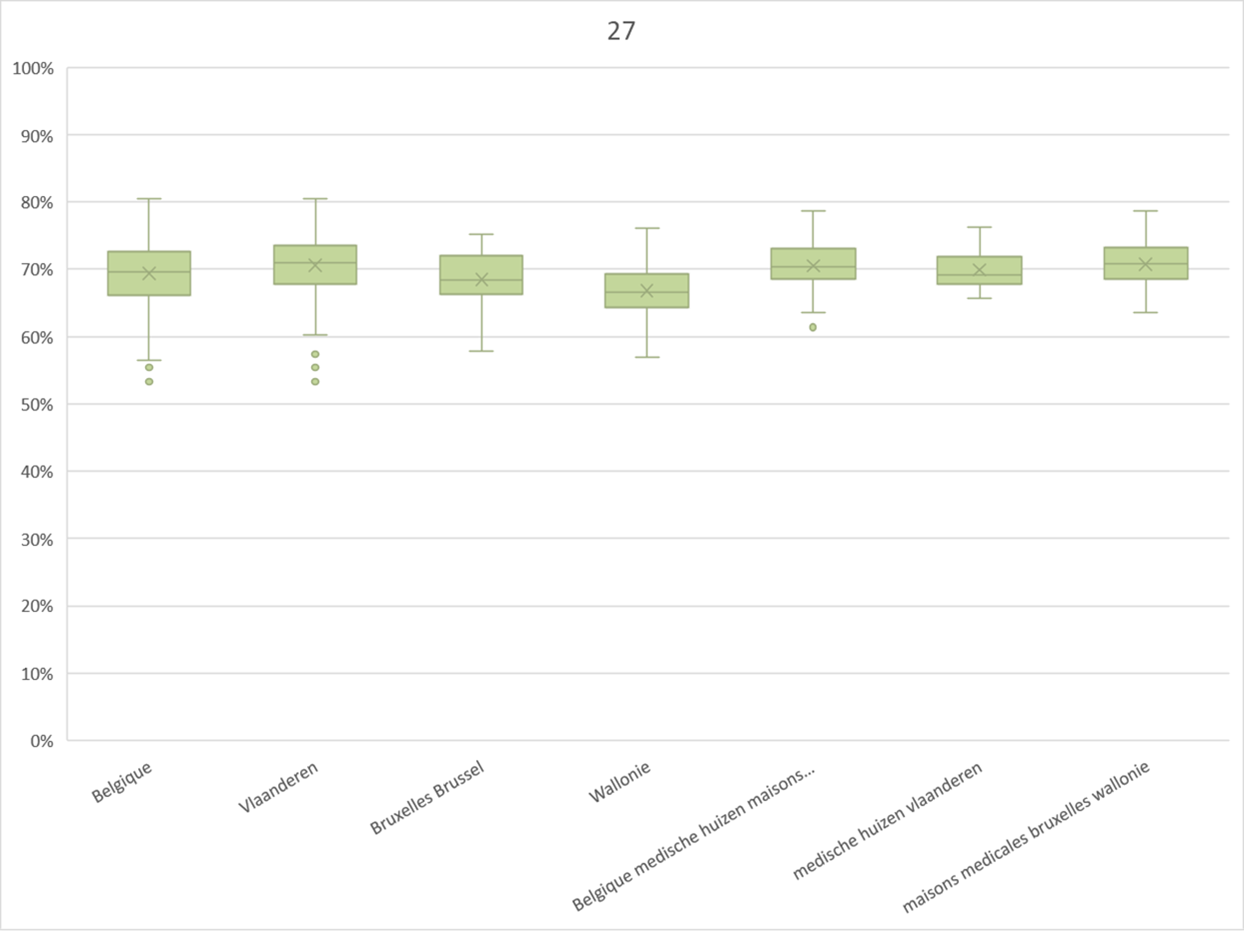 27
100%
90%
80%
70%
60%
50%
40%
30%
20%
10%
0%
Belgique
Vlaanderen
Bruxelles Brussel
Wallonie
Belgique medische huizen maisons...
medische huizen vlaanderen
maisons medicales bruxelles wallonie